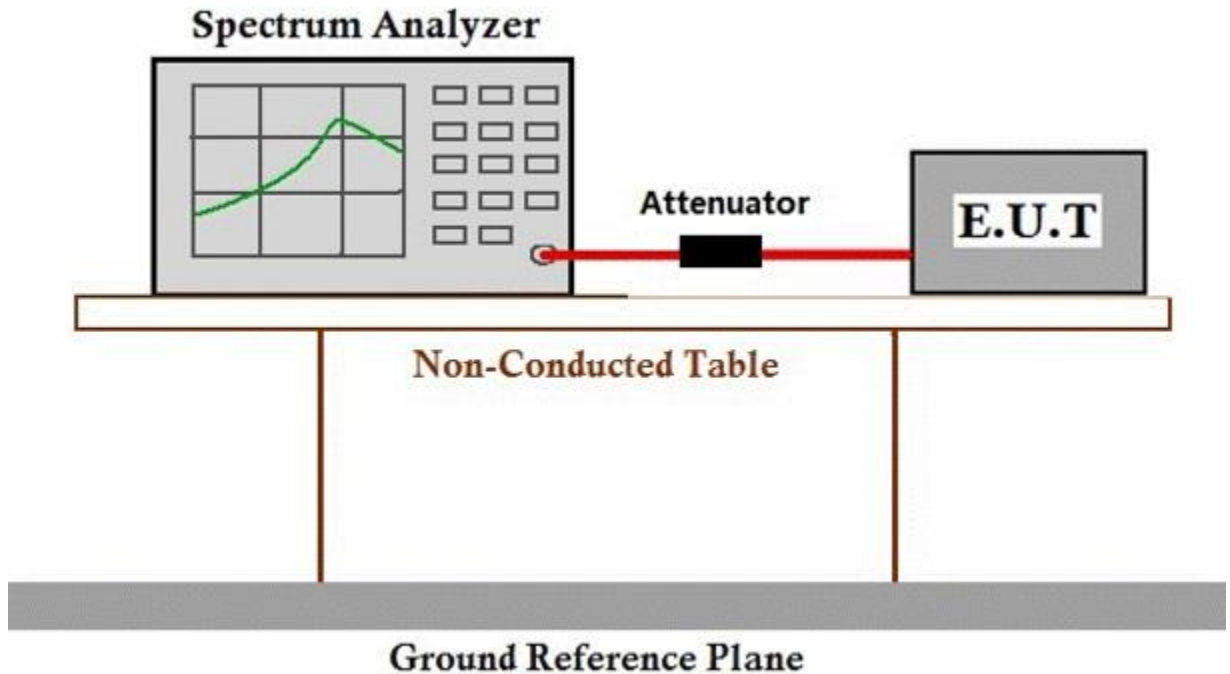 Spectrum Analyzer
Attenuator
E.U.T
Non-Conducted Table
Ground Reference Plane